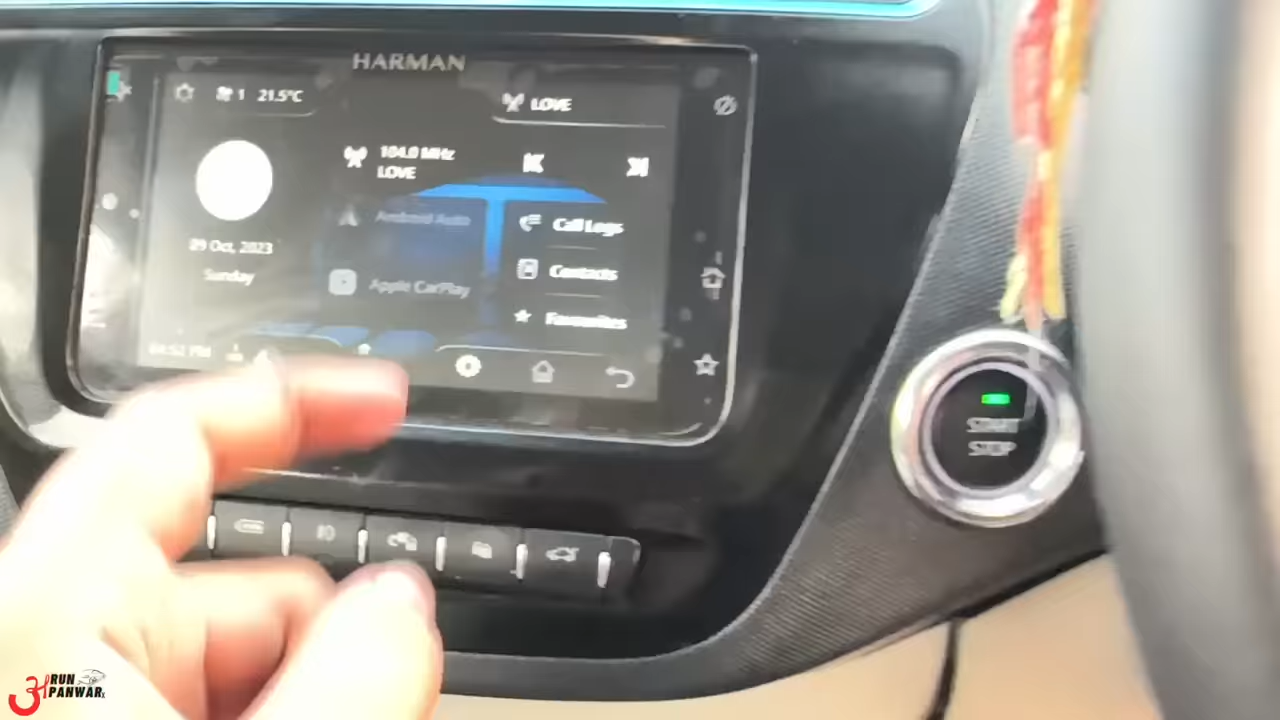 HARMAN
1 21.5°C
LOVE
104.0 MHz
LOVE
Android Auto
Call Logs
Contacts
Apple CarPlay
Favourites
09 Oct, 2023
Sunday
04:52 PM
START
STOP
RUN
PANWAR